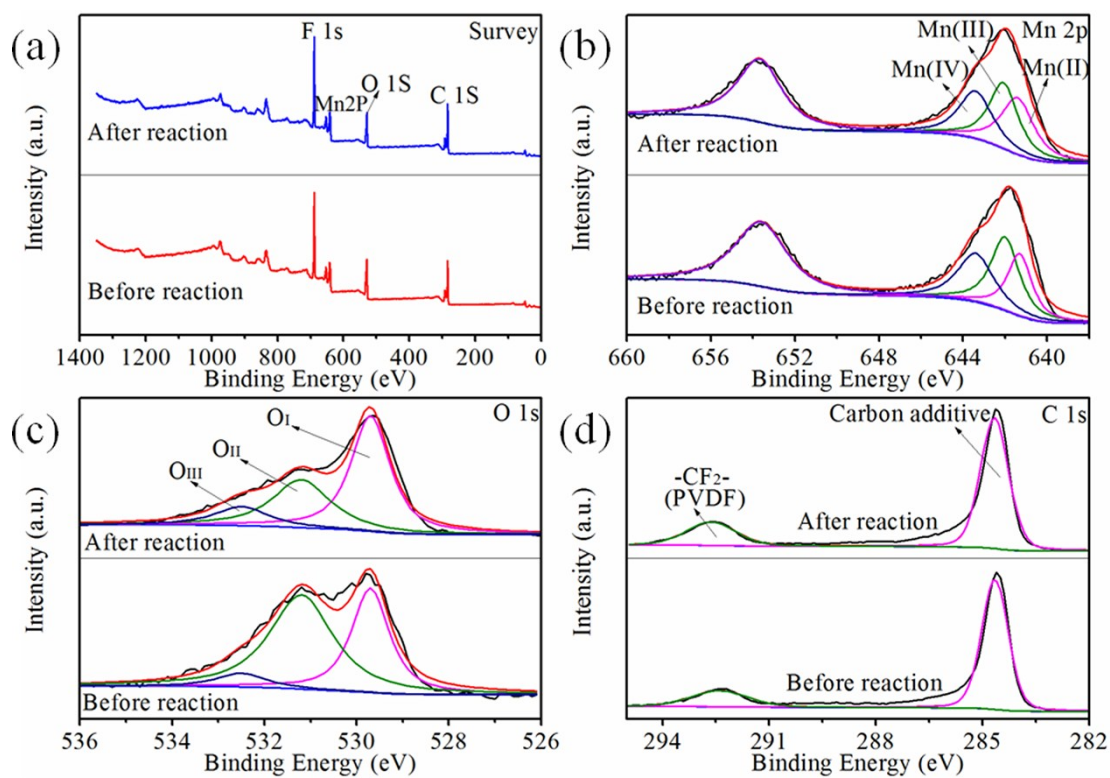 (a)
F 1s
Survey
Mn2P
O 1S
C 1S
After reaction
Before reaction
Intensity (a.u.)
1400 1200 1000 800 600 400 200 0
Binding Energy (eV)
(b)
Mn(III)
Mn 2p
Mn(IV)
Mn(II)
After reaction
Before reaction
Intensity (a.u.)
660 656 652 648 644 640
Binding Energy (eV)
(c)
O 1s
OI
OII
OIII
After reaction
Before reaction
Intensity (a.u.)
536 534 532 530 528 526
Binding Energy (eV)
(d)
Carbon additive
C 1s
-CF2-
(PVDF)
After reaction
Before reaction
Intensity (a.u.)
294 291 288 285 282
Binding Energy (eV)